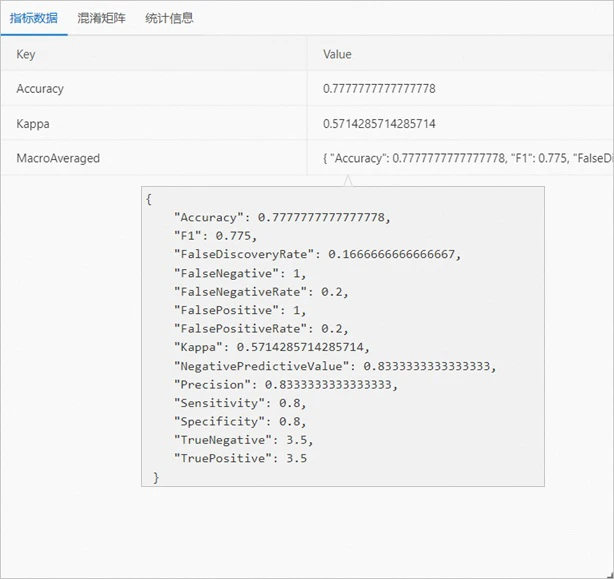 指标数据 混淆矩阵 统计信息
Key Value
Accuracy 0.7777777777777778
Kappa 0.5714285714285714
MacroAveraged { "Accuracy": 0.7777777777777778, "F1": 0.775, "FalseDi
{
"Accuracy": 0.7777777777777778,
"F1": 0.775,
"FalseDiscoveryRate": 0.1666666666666667,
"FalseNegative": 1,
"FalseNegativeRate": 0.2,
"FalsePositive": 1,
"FalsePositiveRate": 0.2,
"Kappa": 0.5714285714285714,
"NegativePredictiveValue": 0.8333333333333333,
"Precision": 0.8333333333333333,
"Sensitivity": 0.8,
"Specificity": 0.8,
"TrueNegative": 3.5,
"TruePositive": 3.5
}